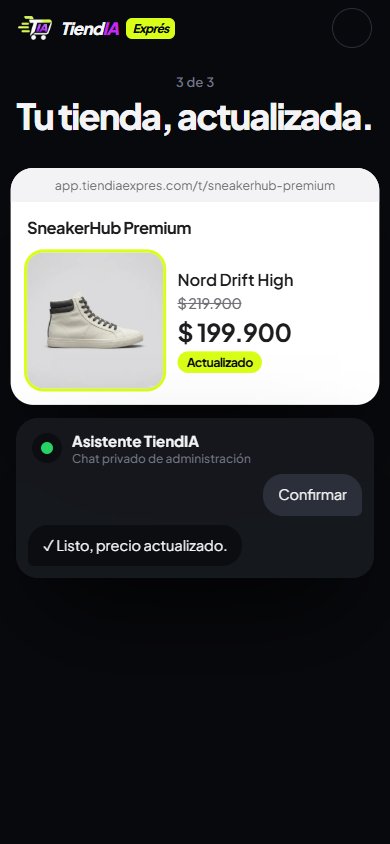 IA
TiendIA Exprés
3 de 3
Tu tienda, actualizada.
app.tiendiaexpres.com/t/sneakerhub-premium
SneakerHub Premium
Nord Drift High
$ 219.900
$ 199.900
Actualizado
Asistente TiendIA
Chat privado de administración
Confirmar
✓ Listo, precio actualizado.